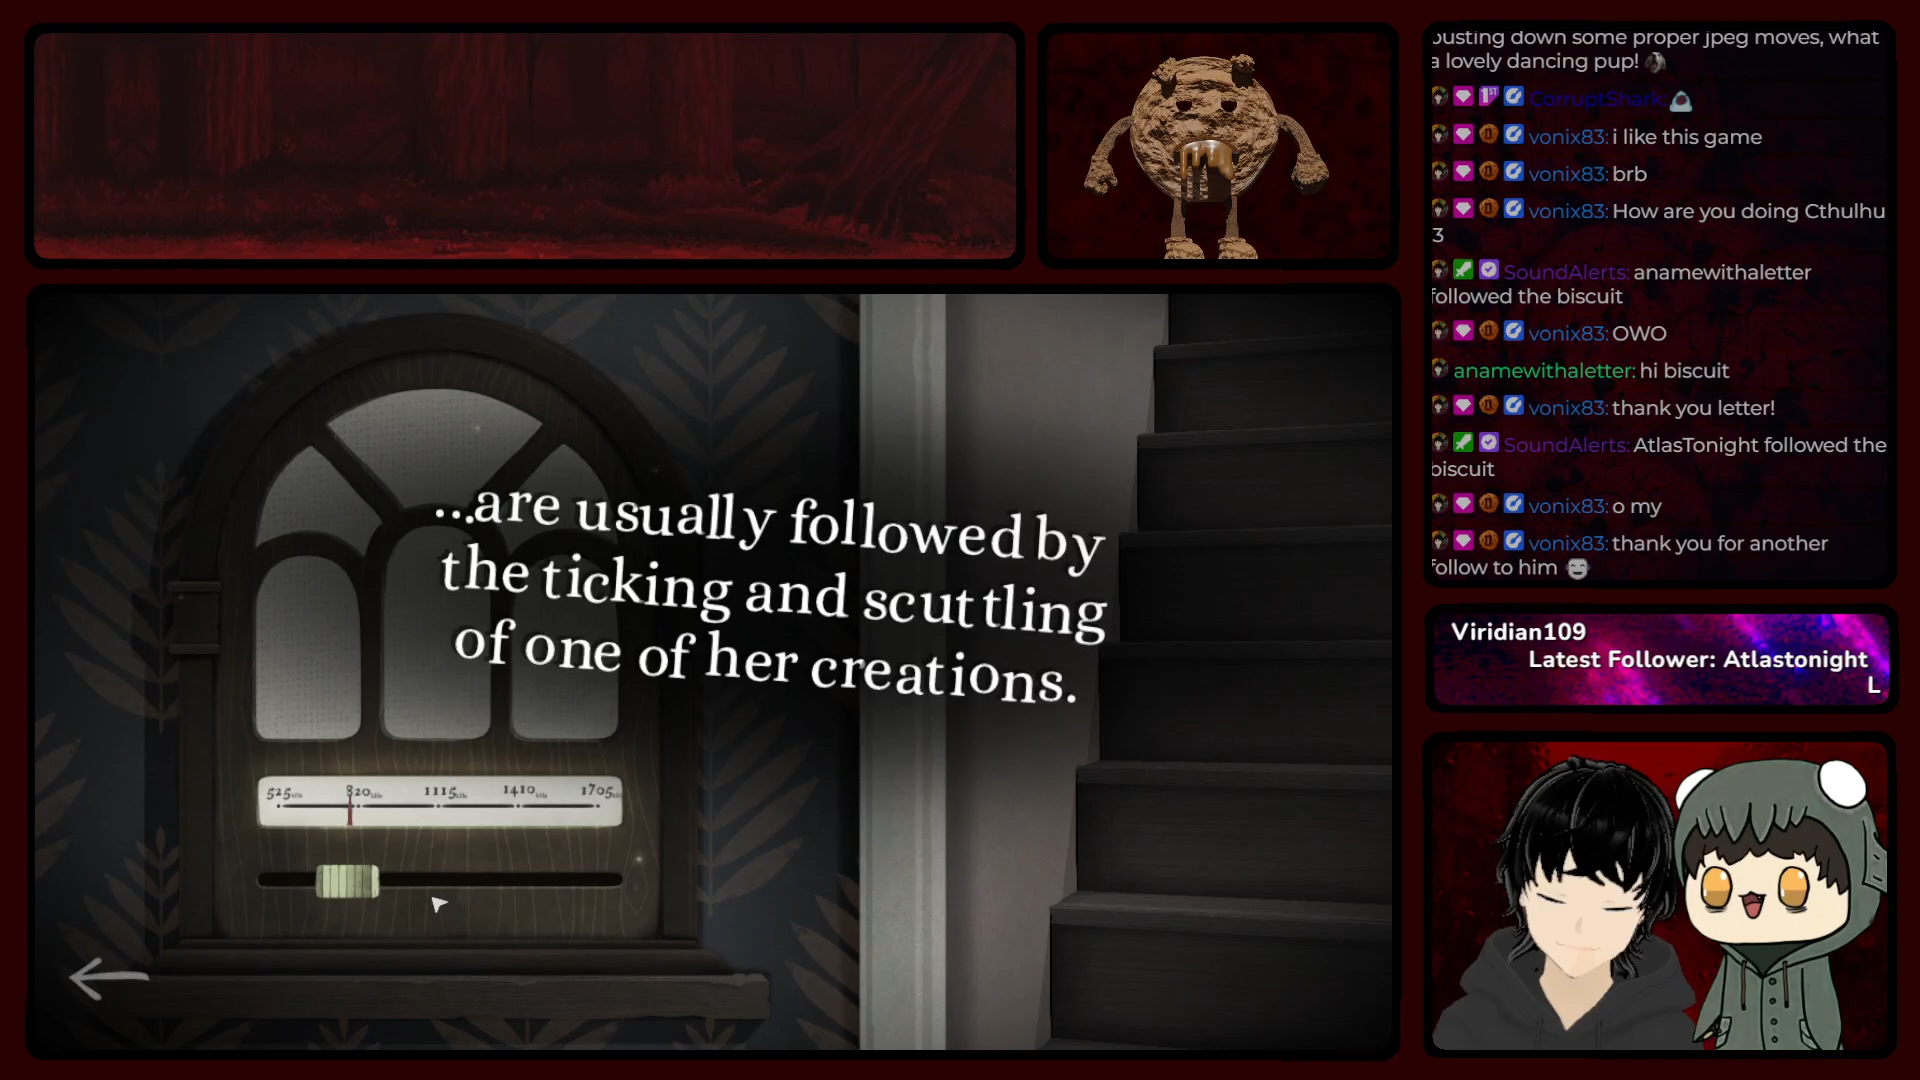 busting down some proper jpeg moves, what
a lovely dancing pup!
CorruptShark:
vonix83: i like this game
vonix83: brb
vonix83: How are you doing Cthulhu
3
SoundAlerts: anamewithaletter
followed the biscuit
vonix83: OWO
anamewithaletter: hi biscuit
vonix83: thank you letter!
SoundAlerts: AtlasTonight followed the
biscuit
vonix83: o my
vonix83: thank you for another
follow to him
...are usually followed by
the ticking and scuttling
of one of her creations.
525 820 1115 1410 1705
Viridian109
Latest Follower: Atlastonight
L